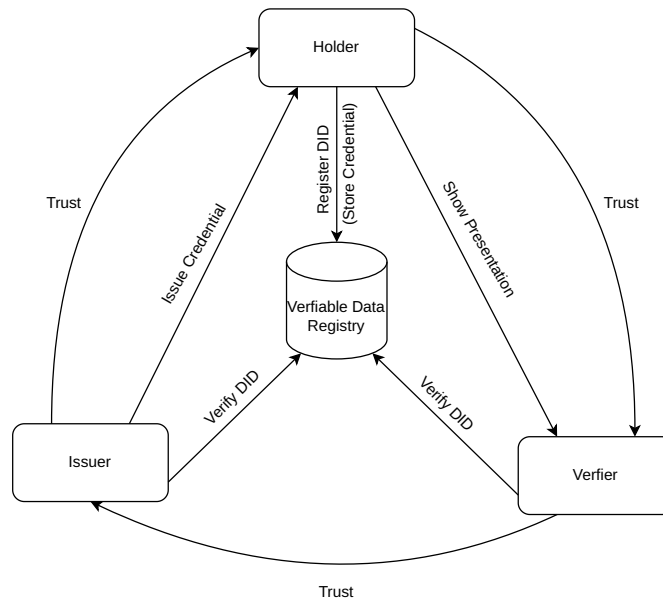 Holder
Register DID
(Store Credential)
Trust
Issue Credential
Show Presentation
Trust
Verfiable Data
Registry
Verify DID
Verify DID
Issuer
Verfier
Trust